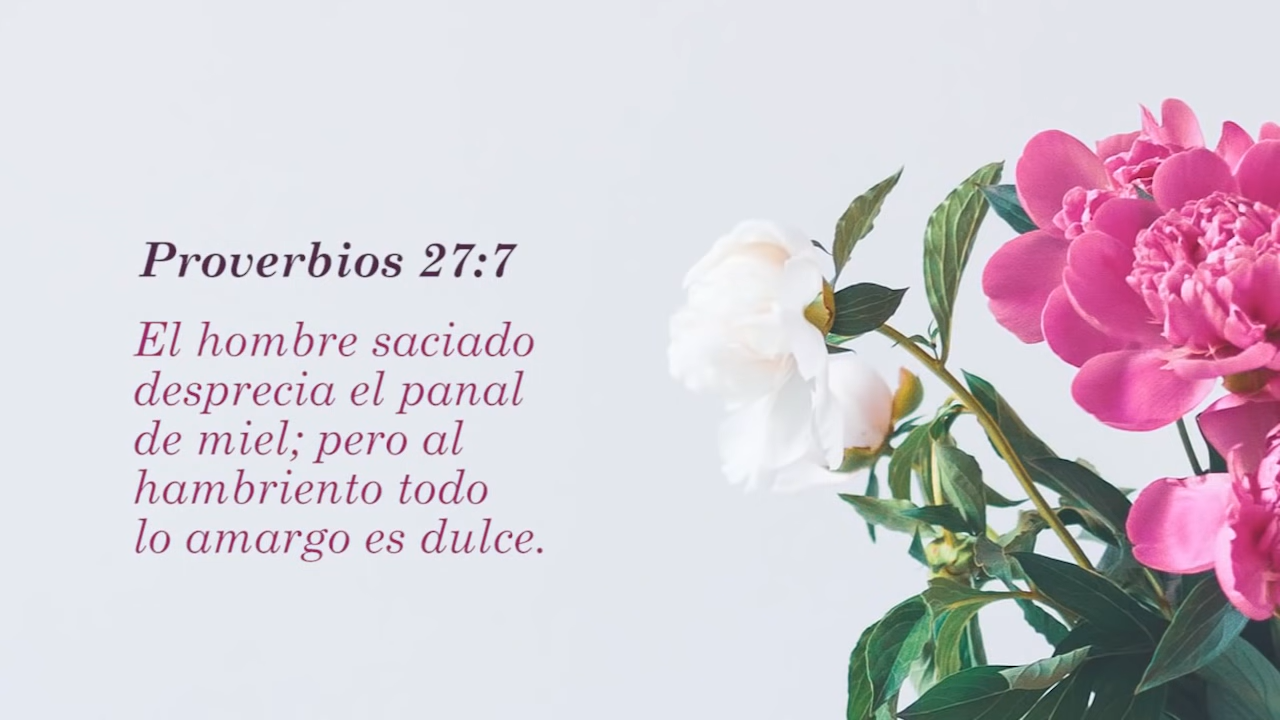 Proverbios 27:7
El hombre saciado
desprecia el panal
de miel; pero al
hambriento todo
lo amargo es dulce.